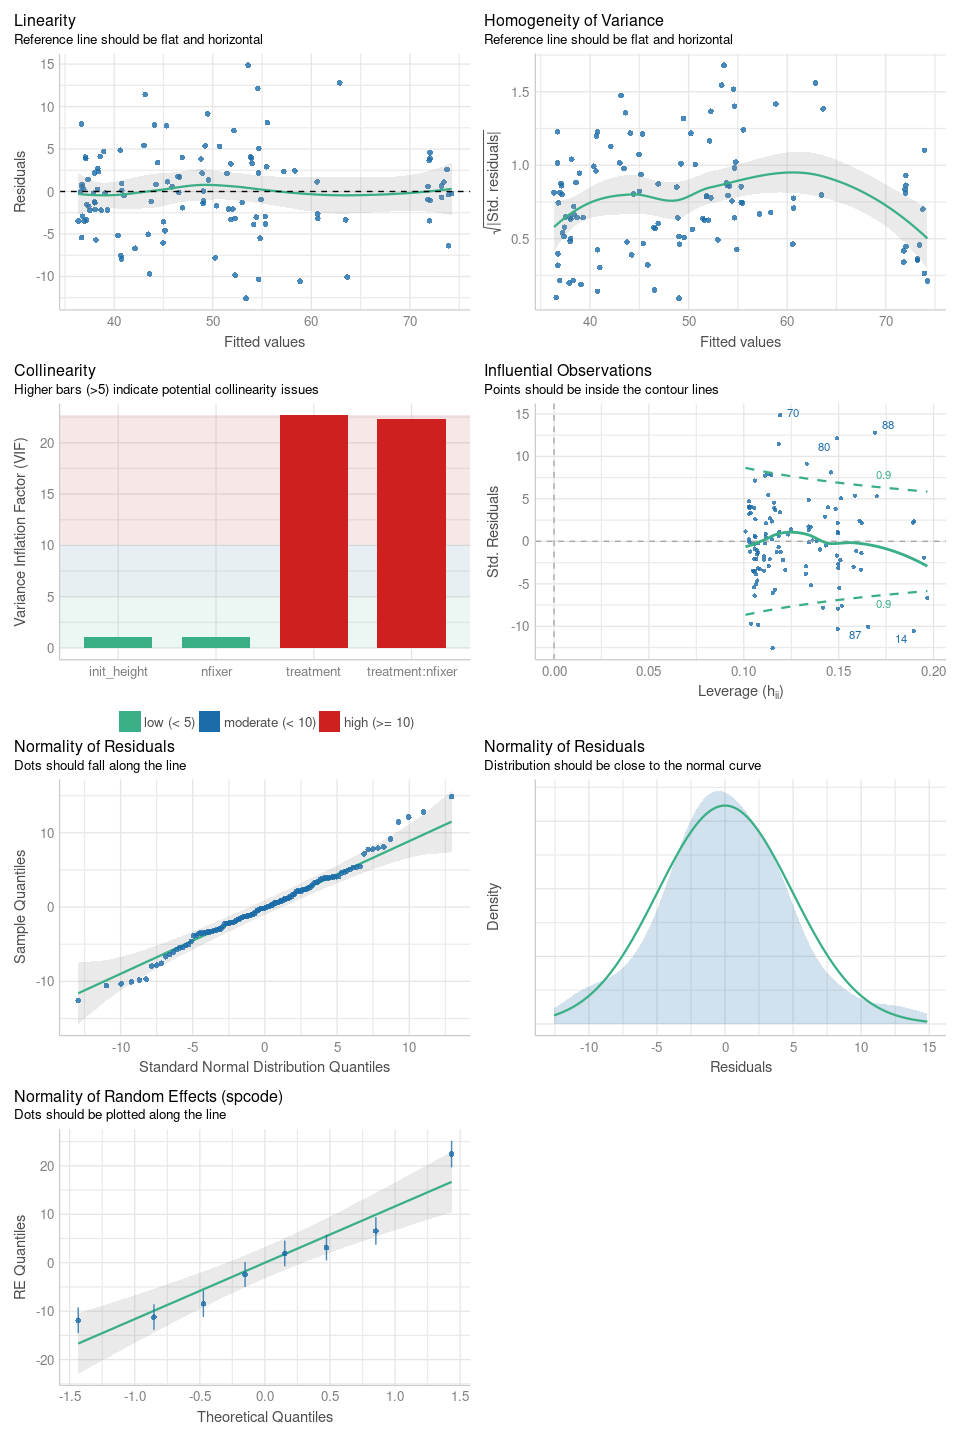 Linearity
Reference line should be flat and horizontal
15
10
5
0
-5
-10
40
50
60
70
Residuals
Fitted values
Homogeneity of Variance
Reference line should be flat and horizontal
1.5
1.0
0.5
40
50
60
70
√|Std. residuals|
Fitted values
Collinearity
Higher bars (>5) indicate potential collinearity issues
20
15
10
5
0
Variance Inflation Factor (VIF)
init_height
nfixer
treatment
treatment:nfixer
low (< 5)
moderate (< 10)
high (>= 10)
Influential Observations
Points should be inside the contour lines
15
10
5
0
-5
-10
Std. Residuals
70
88
80
0.9
0.9
87
14
0.00
0.05
0.10
0.15
0.20
Leverage (hii)
Normality of Residuals
Dots should fall along the line
10
0
-10
Sample Quantiles
-10
-5
0
5
10
Standard Normal Distribution Quantiles
Normality of Residuals
Distribution should be close to the normal curve
Density
-10
-5
0
5
10
15
Residuals
Normality of Random Effects (spcode)
Dots should be plotted along the line
20
10
0
-10
-20
RE Quantiles
-1.5
-1.0
-0.5
0.0
0.5
1.0
1.5
Theoretical Quantiles